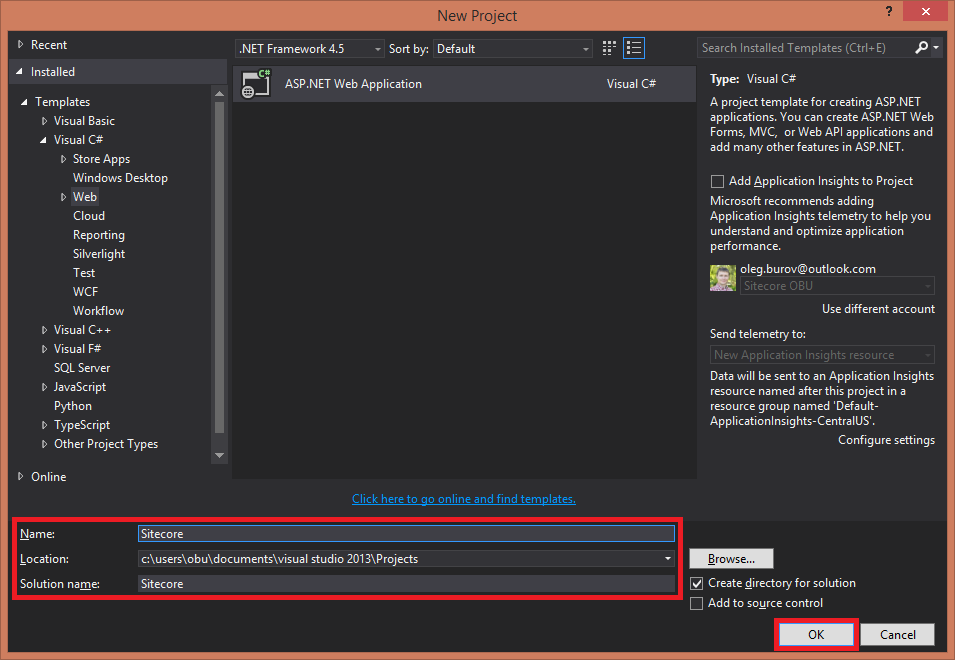 New Project
?
x
Recent
Installed
Templates
Visual Basic
Visual C#
Store Apps
Windows Desktop
Web
Cloud
Reporting
Silverlight
Test
WCF
Workflow
Visual C++
Visual F#
SQL Server
JavaScript
Python
TypeScript
Other Project Types
Online
.NET Framework 4.5 Sort by: Default
C# ASP.NET Web Application Visual C#
Click here to go online and find templates.
Search Installed Templates (Ctrl+E)
Type: Visual C#
A project template for creating ASP.NET
applications. You can create ASP.NET Web
Forms, MVC, or Web API applications and
add many other features in ASP.NET.
Add Application Insights to Project
Microsoft recommends adding
Application Insights telemetry to help you
understand and optimize application
performance.
oleg.burov@outlook.com
Sitecore OBU
Use different account
Send telemetry to:
New Application Insights resource
Data will be sent to an Application Insights
resource named after this project in a
resource group named 'Default-
ApplicationInsights-CentralUS'.
Configure settings
Name: Sitecore
Location: c:\users\obu\documents\visual studio 2013\Projects
Solution name: Sitecore
Browse...
Create directory for solution
Add to source control
OK Cancel